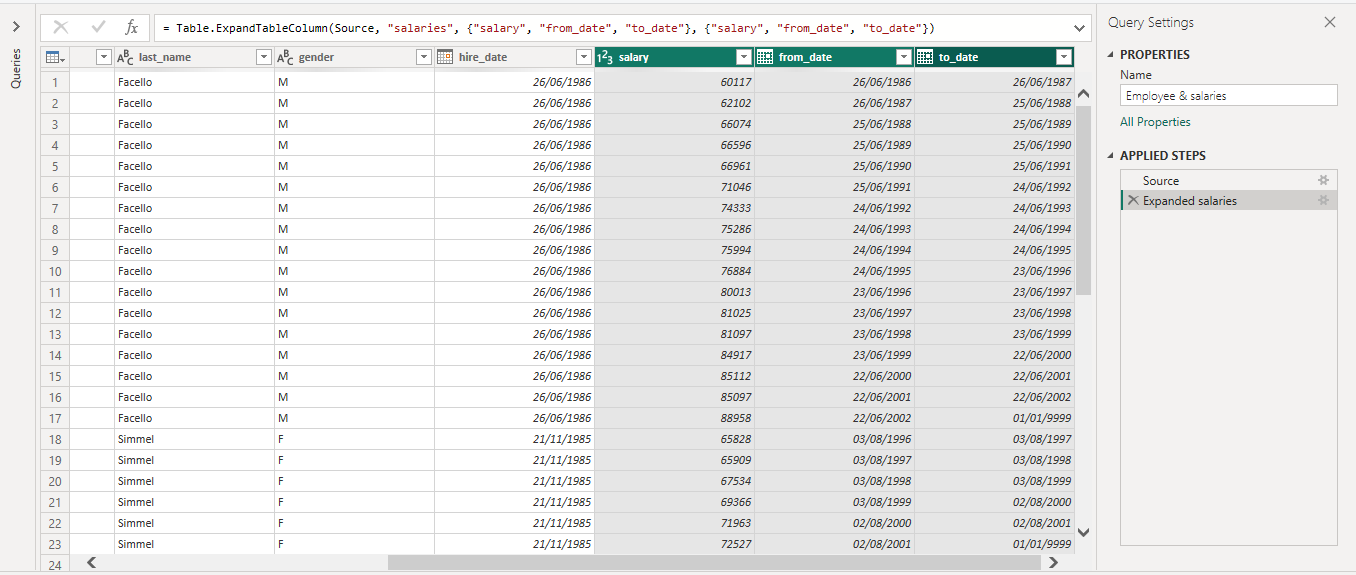 = Table.ExpandTableColumn(Source, "salaries", {"salary", "from_date", "to_date"}, {"salary", "from_date", "to_date"})
Queries
last_name gender hire_date salary from_date to_date
1 Facello M 26/06/1986 60117 26/06/1986 26/06/1987
2 Facello M 26/06/1986 62102 26/06/1987 25/06/1988
3 Facello M 26/06/1986 66074 25/06/1988 25/06/1989
4 Facello M 26/06/1986 66596 25/06/1989 25/06/1990
5 Facello M 26/06/1986 66961 25/06/1990 25/06/1991
6 Facello M 26/06/1986 71046 25/06/1991 24/06/1992
7 Facello M 26/06/1986 74333 24/06/1992 24/06/1993
8 Facello M 26/06/1986 75286 24/06/1993 24/06/1994
9 Facello M 26/06/1986 75994 24/06/1994 24/06/1995
10 Facello M 26/06/1986 76884 24/06/1995 23/06/1996
11 Facello M 26/06/1986 80013 23/06/1996 23/06/1997
12 Facello M 26/06/1986 81025 23/06/1997 23/06/1998
13 Facello M 26/06/1986 81097 23/06/1998 23/06/1999
14 Facello M 26/06/1986 84917 23/06/1999 22/06/2000
15 Facello M 26/06/1986 85112 22/06/2000 22/06/2001
16 Facello M 26/06/1986 85097 22/06/2001 22/06/2002
17 Facello M 26/06/1986 88958 22/06/2002 01/01/9999
18 Simmel F 21/11/1985 65828 03/08/1996 03/08/1997
19 Simmel F 21/11/1985 65909 03/08/1997 03/08/1998
20 Simmel F 21/11/1985 67534 03/08/1998 03/08/1999
21 Simmel F 21/11/1985 69366 03/08/1999 02/08/2000
22 Simmel F 21/11/1985 71963 02/08/2000 02/08/2001
23 Simmel F 21/11/1985 72527 02/08/2001 01/01/9999
24
Query Settings
PROPERTIES
Name
Employee & salaries
All Properties
APPLIED STEPS
Source
Expanded salaries